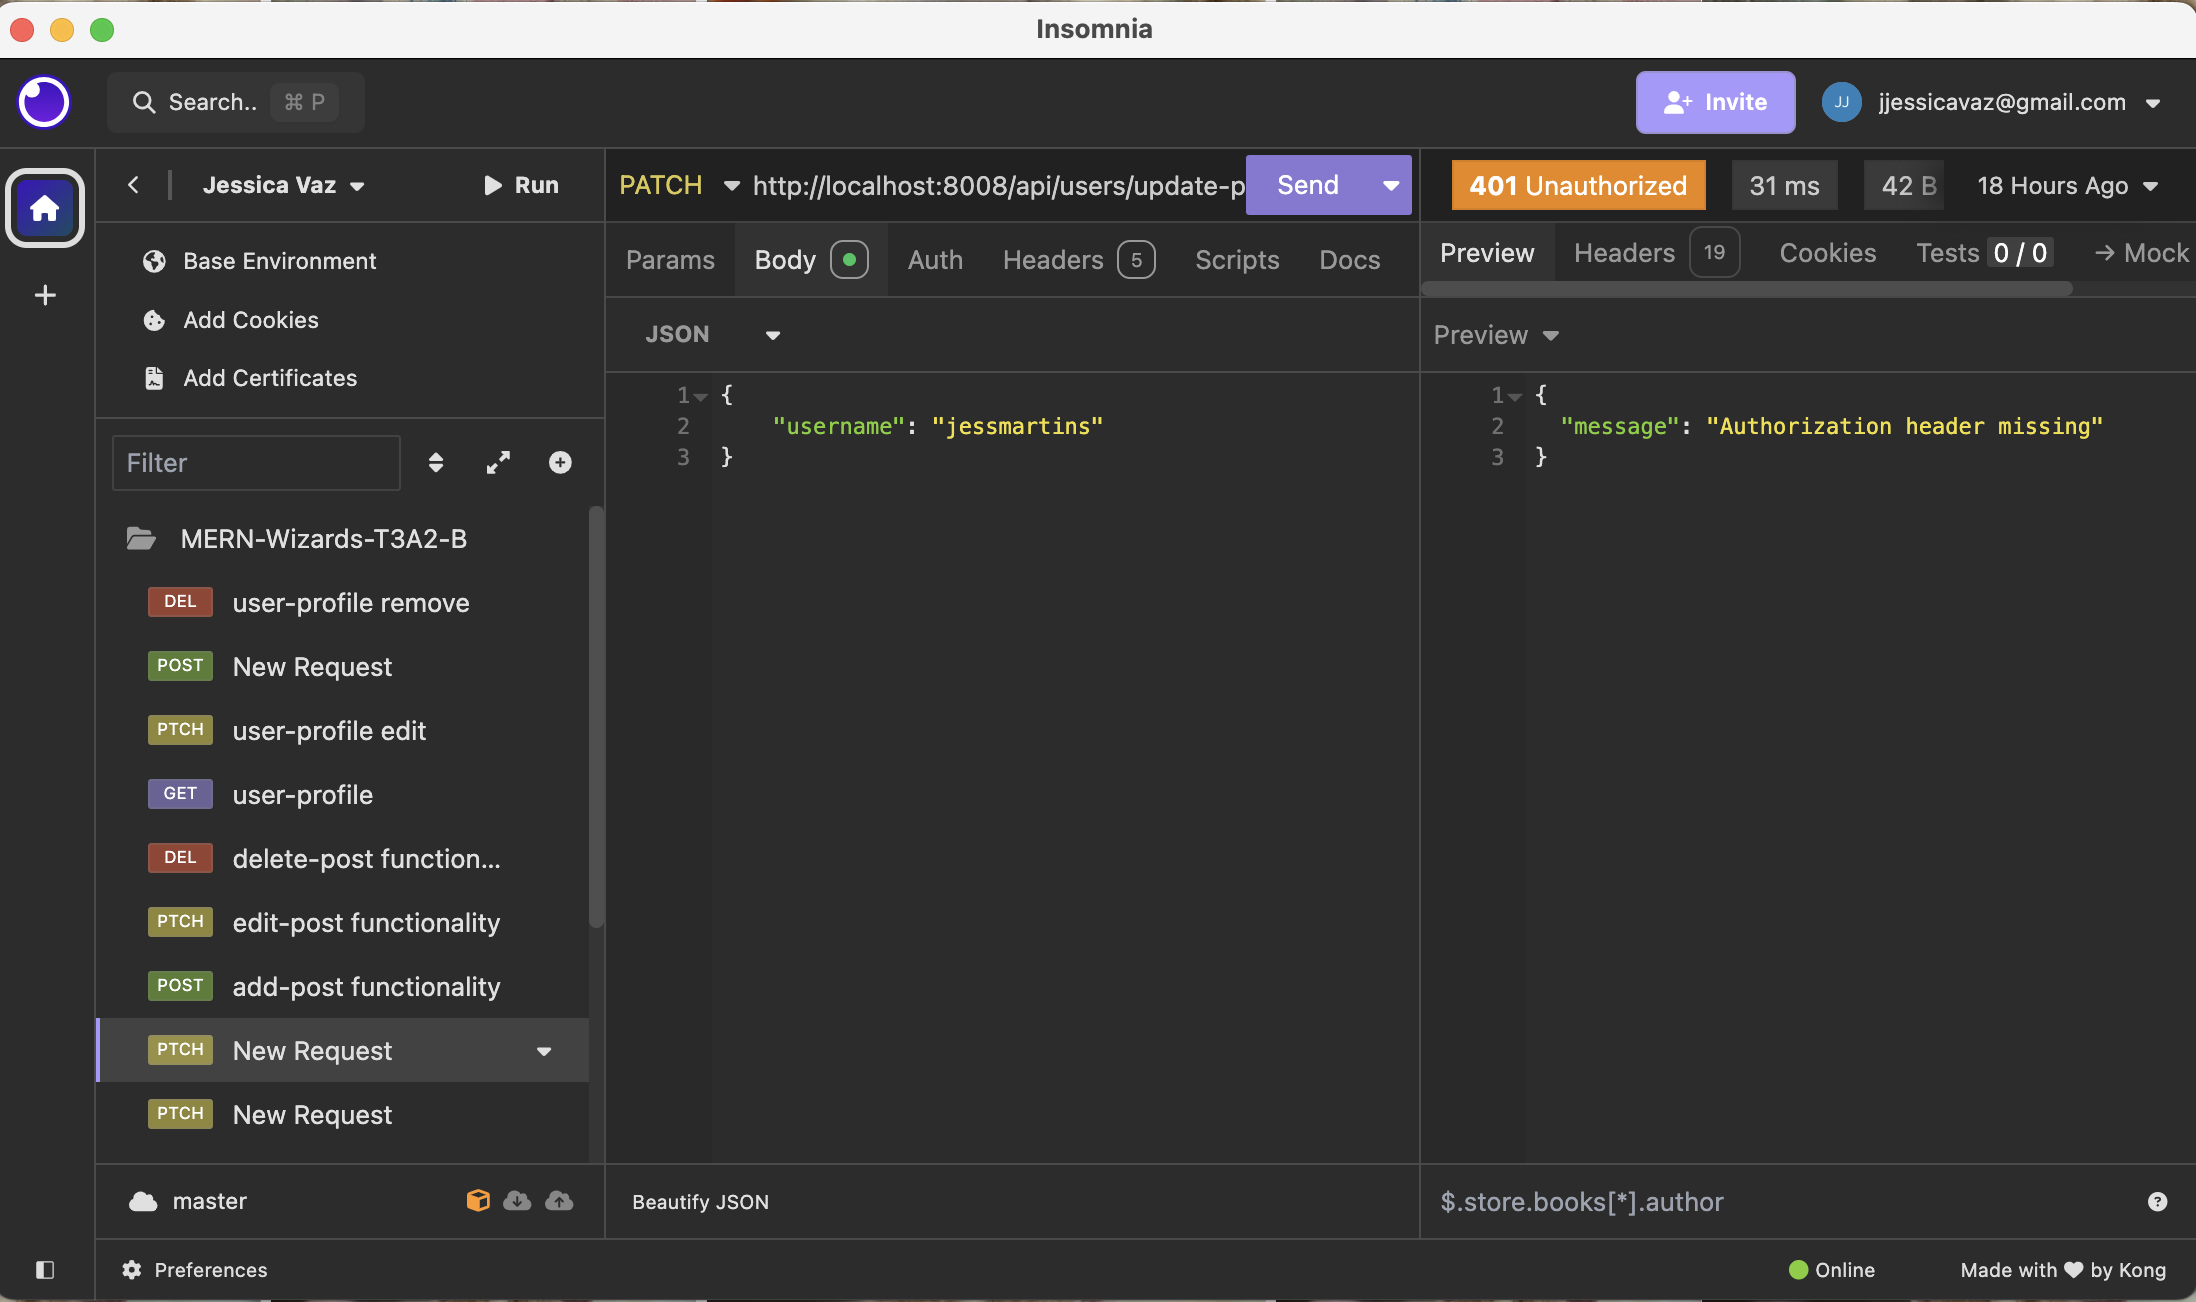 Insomnia
Search.. ⌘ P
Invite
JJ
jjessicavaz@gmail.com
Jessica Vaz
Run
PATCH
http://localhost:8008/api/users/update-p
Send
401 Unauthorized
31 ms
42 B
18 Hours Ago
Base Environment
Add Cookies
Add Certificates
Params
Body
Auth
Headers 5
Scripts
Docs
Preview
Headers 19
Cookies
Tests 0 / 0
→ Mock
JSON
Preview
1 {
2 "username": "jessmartins"
3 }
1 {
2 "message": "Authorization header missing"
3 }
Filter
MERN-Wizards-T3A2-B
DEL user-profile remove
POST New Request
PTCH user-profile edit
GET user-profile
DEL delete-post function...
PTCH edit-post functionality
POST add-post functionality
PTCH New Request
PTCH New Request
master
Beautify JSON
$.store.books[*].author
?
Preferences
Online
Made with ♥ by Kong